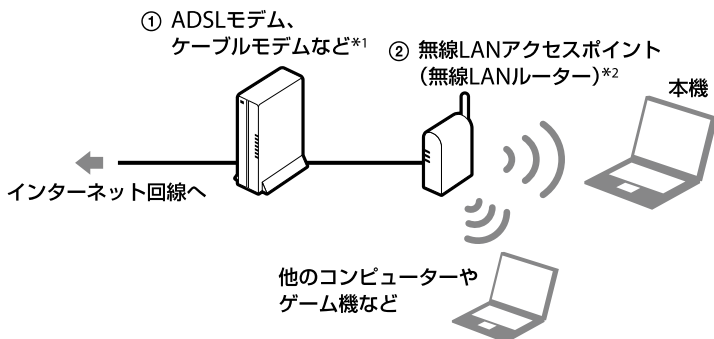 ① ADSLモデム、
ケーブルモデムなど*1
② 無線LANアクセスポイント
(無線LANルーター)*2
本機
インターネット回線へ
他のコンピューターや
ゲーム機など